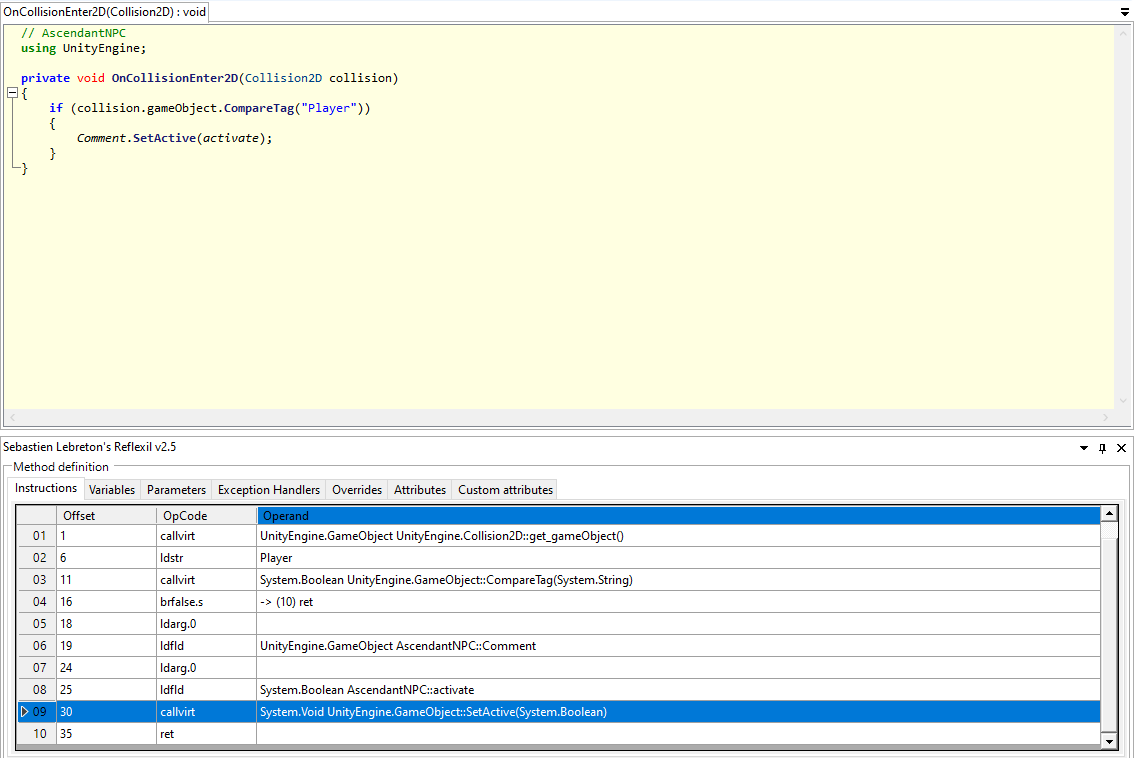 OnCollisionEnter2D(Collision2D) : void
// AscendantNPC
using UnityEngine;
private void OnCollisionEnter2D(Collision2D collision)
{
if (collision.gameObject.CompareTag("Player"))
{
Comment.SetActive(activate);
}
}
Sebastien Lebreton's Reflexil v2.5
Method definition
Instructions Variables Parameters Exception Handlers Overrides Attributes Custom attributes
Offset OpCode Operand
01 1 callvirt UnityEngine.GameObject UnityEngine.Collision2D::get_gameObject()
02 6 ldstr Player
03 11 callvirt System.Boolean UnityEngine.GameObject::CompareTag(System.String)
04 16 brfalse.s -> (10) ret
05 18 ldarg.0
06 19 ldfld UnityEngine.GameObject AscendantNPC::Comment
07 24 ldarg.0
08 25 ldfld System.Boolean AscendantNPC::activate
09 30 callvirt System.Void UnityEngine.GameObject::SetActive(System.Boolean)
10 35 ret